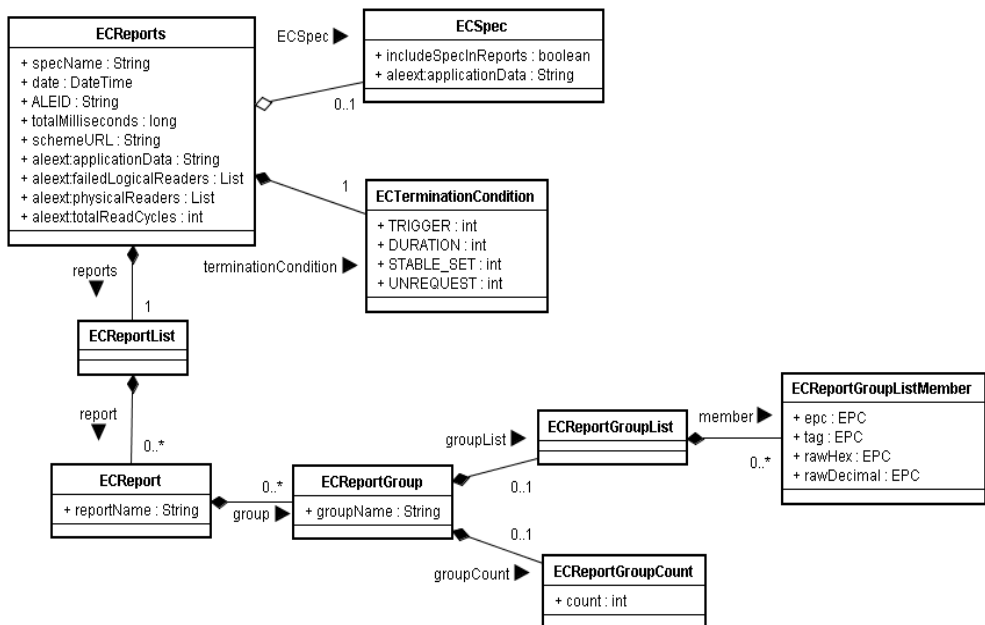 ECReports
+ specName : String
+ date : DateTime
+ ALEID : String
+ totalMilliseconds : long
+ schemeURL : String
+ aleext:applicationData : String
+ aleext:failedLogicalReaders : List
+ aleext:physicalReaders : List
+ aleext:totalReadCycles : int
ECSpec
ECSpec
+ includeSpecInReports : boolean
+ aleext:applicationData : String
0..1
1
ECTerminationCondition
+ TRIGGER : int
+ DURATION : int
+ STABLE_SET : int
+ UNREQUEST : int
terminationCondition
reports
1
ECReportList
report
0..*
ECReport
+ reportName : String
0..*
group
ECReportGroup
+ groupName : String
groupList
0..1
ECReportGroupList
member
0..*
ECReportGroupListMember
+ epc : EPC
+ tag : EPC
+ rawHex : EPC
+ rawDecimal : EPC
0..1
groupCount
ECReportGroupCount
+ count : int